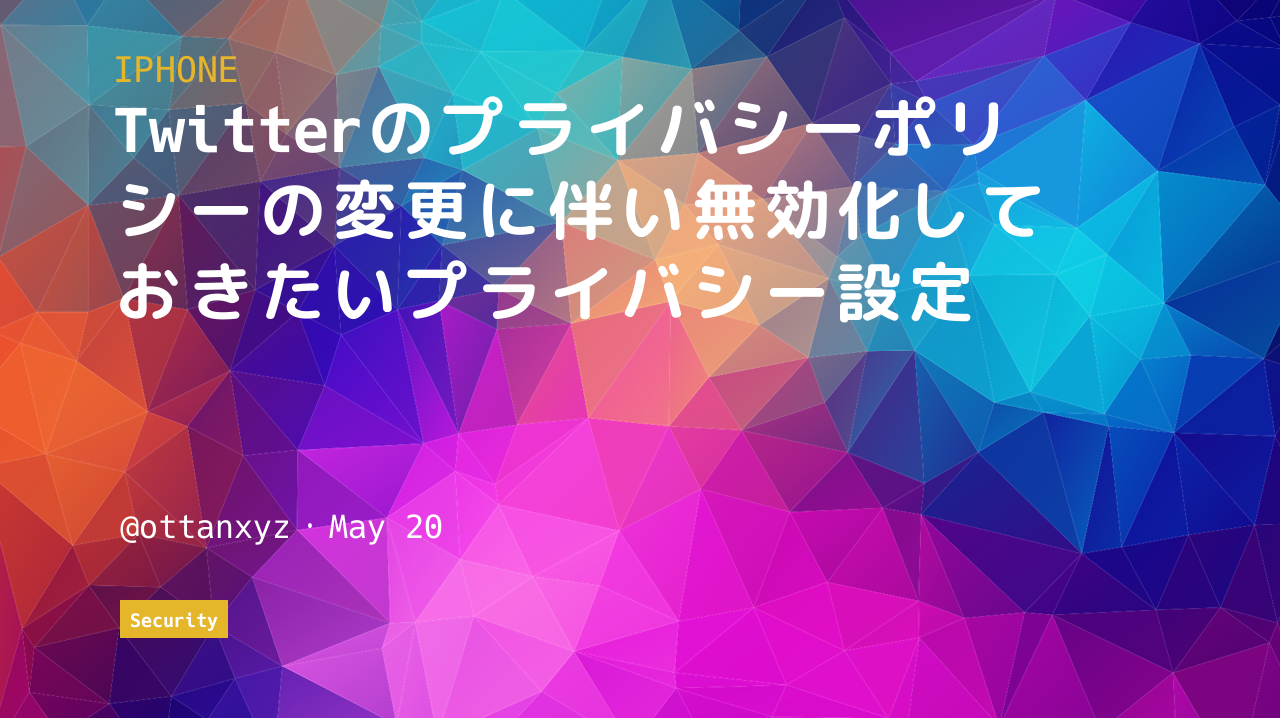 IPHONE
Twitterのプライバシーポリ
シーの変更に伴い無効化して
おきたいプライバシー設定
@ottanxyz・May 20
Security